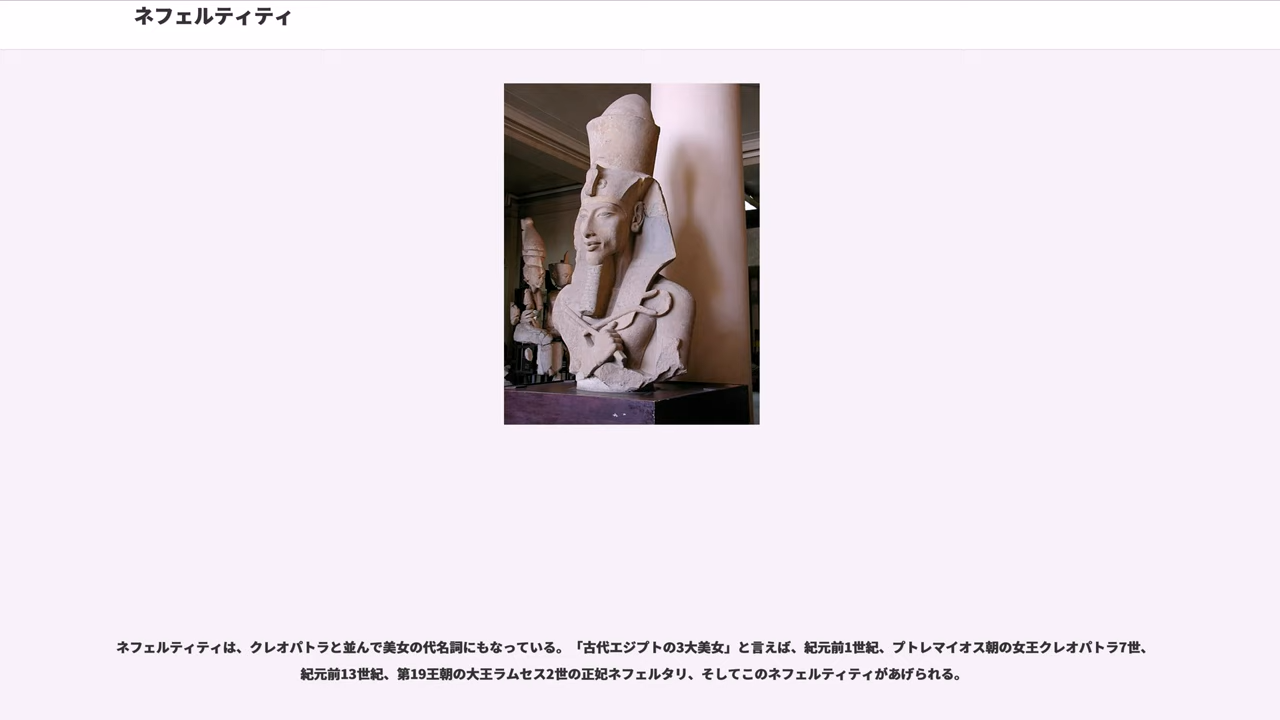 ネフェルティティ
ネフェルティティは、クレオパトラと並んで美女の代名詞にもなっている。「古代エジプトの3大美女」と言えば、紀元前1世紀、プトレマイオス朝の女王クレオパトラ7世、
紀元前13世紀、第19王朝の大王ラムセス2世の正妃ネフェルタリ、そしてこのネフェルティティがあげられる。